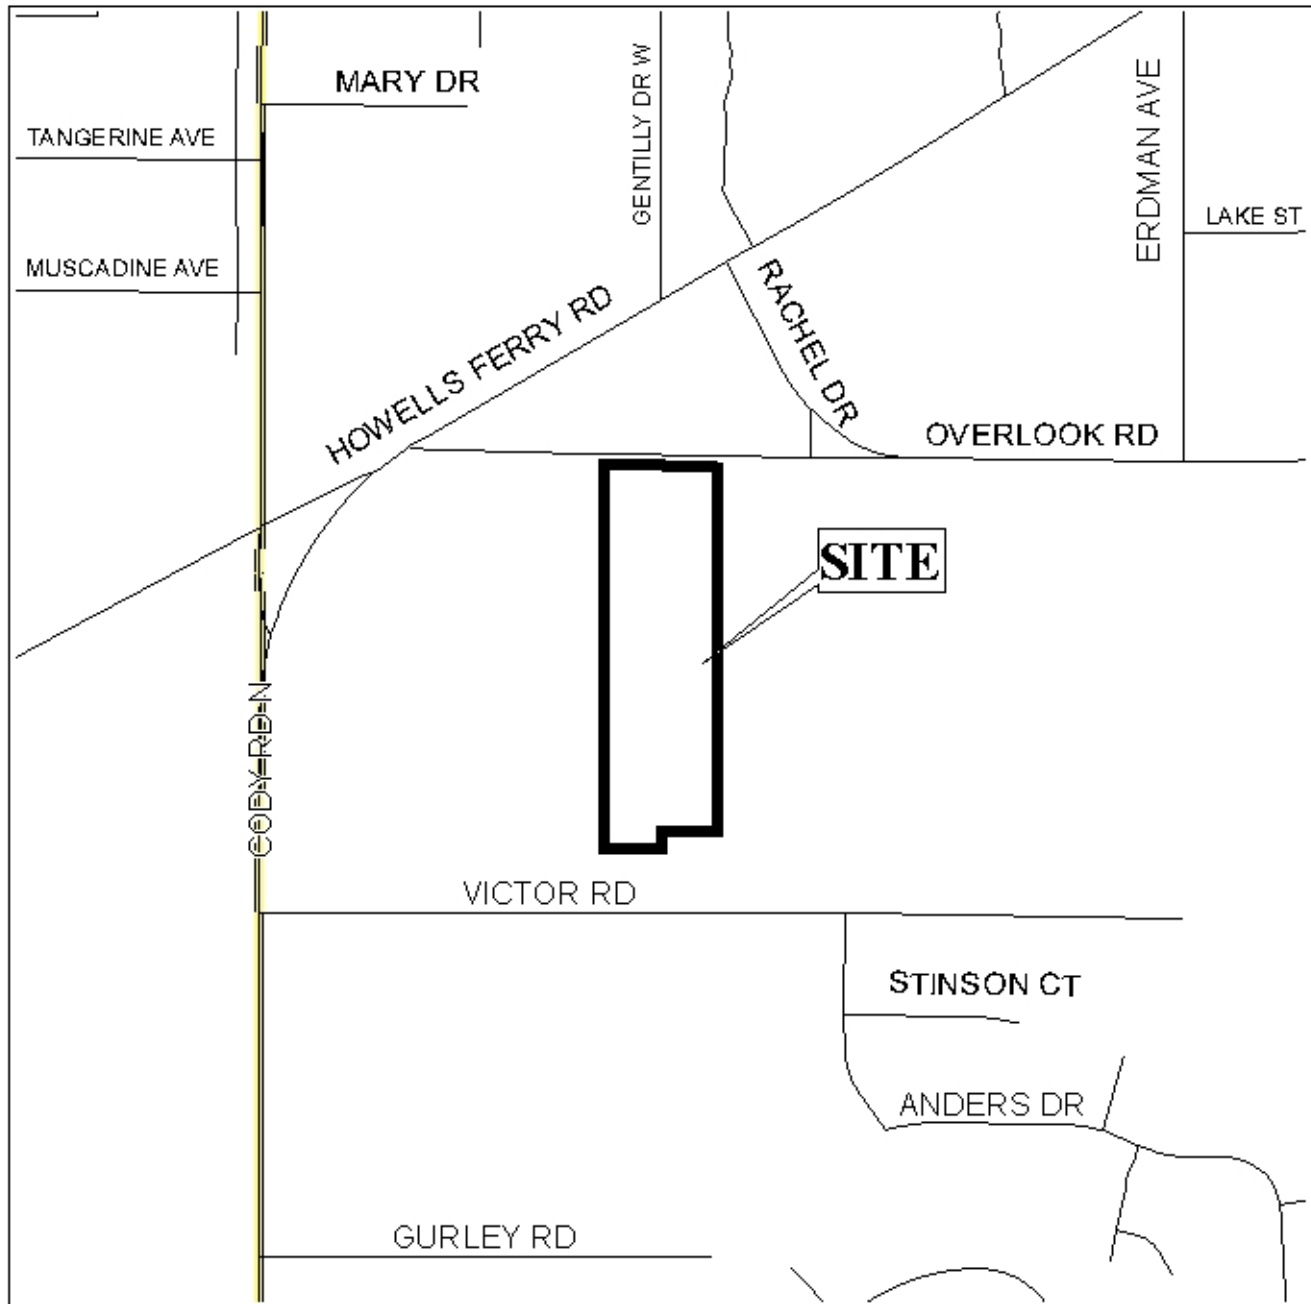 MARY DR
TANGERINE AVE
GENTILLY DR W
ERDMAN AVE
LAKE ST
MUSCADINE AVE
HOWELLS FERRY RD
RACHEL DR
OVERLOOK RD
SITE
CODY RD N
VICTOR RD
STINSON CT
ANDERS DR
GURLEY RD